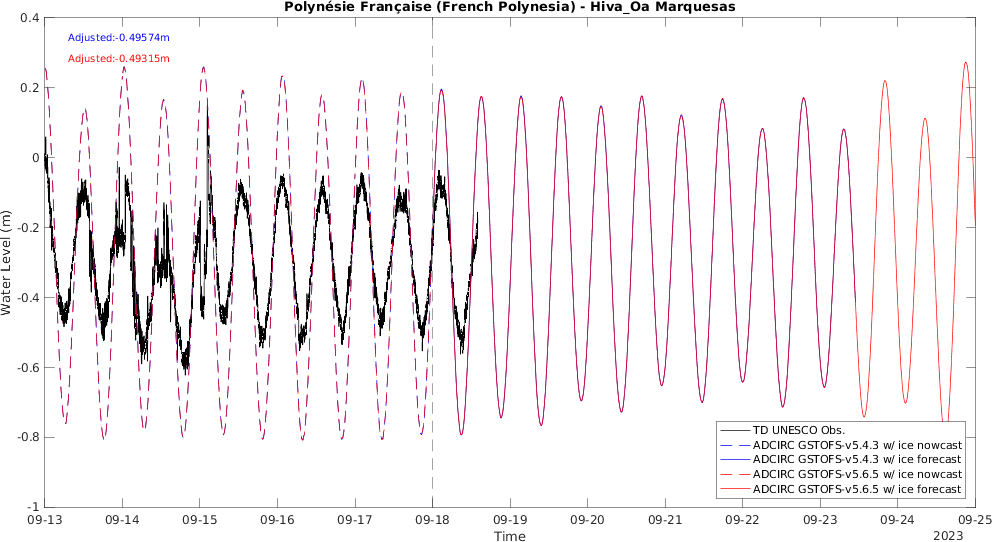 Polynésie Française (French Polynesia) - Hiva_Oa Marquesas
Adjusted:-0.49574m
Adjusted:-0.49315m
0.4
0.2
0
-0.2
-0.4
-0.6
-0.8
-1
Water Level (m)
TD UNESCO Obs.
ADCIRC GSTOFS-v5.4.3 w/ ice nowcast
ADCIRC GSTOFS-v5.4.3 w/ ice forecast
ADCIRC GSTOFS-v5.6.5 w/ ice nowcast
ADCIRC GSTOFS-v5.6.5 w/ ice forecast
09-13 09-14 09-15 09-16 09-17 09-18 09-19 09-20 09-21 09-22 09-23 09-24 09-25
Time
2023